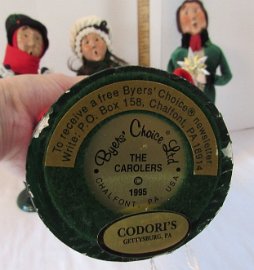 To receive a free Byers' Choice® newsletter
Write: P.O. Box 158, Chalfont, PA 18914
Byers' Choice Ltd
THE
CAROLERS
©
1995
CHALFONT, PA USA
CODORI'S
GETTYSBURG, PA